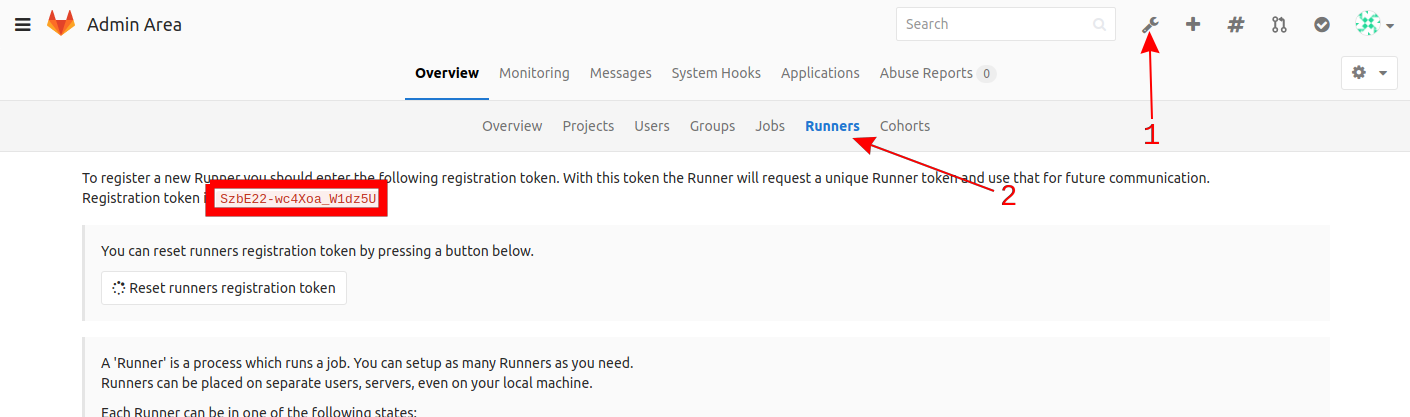 Admin Area
Search
Overview Monitoring Messages System Hooks Applications Abuse Reports 0
1
Overview Projects Users Groups Jobs Runners Cohorts
2
To register a new Runner you should enter the following registration token. With this token the Runner will request a unique Runner token and use that for future communication.
Registration token i SzbE22-wc4Xoa_W1dz5U
You can reset runners registration token by pressing a button below.
Reset runners registration token
A 'Runner' is a process which runs a job. You can setup as many Runners as you need.
Runners can be placed on separate users, servers, even on your local machine.
Each Runner can be in one of the following states: